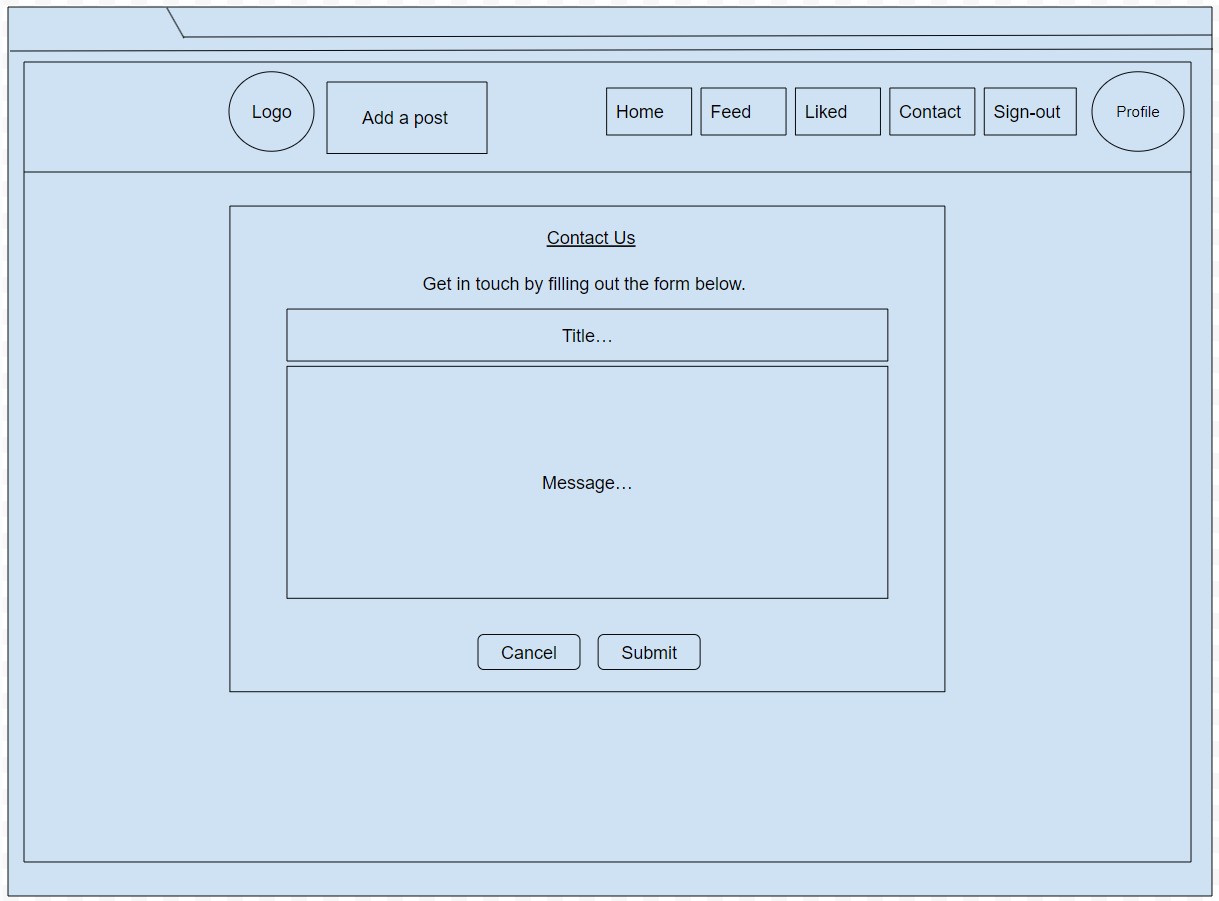 Logo
Add a post
Home
Feed
Liked
Contact
Sign-out
Profile
Contact Us
Get in touch by filling out the form below.
Title…
Message…
Cancel
Submit